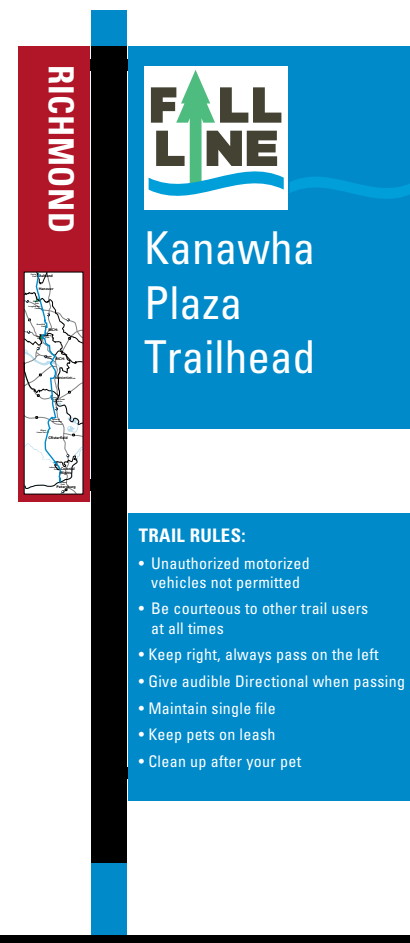 RICHMOND
FALL
LINE
Kanawha
Plaza
Trailhead
TRAIL RULES:
• Unauthorized motorized
vehicles not permitted
• Be courteous to other trail users
at all times
• Keep right, always pass on the left
• Give audible Directional when passing
• Maintain single file
• Keep pets on leash
• Clean up after your pet